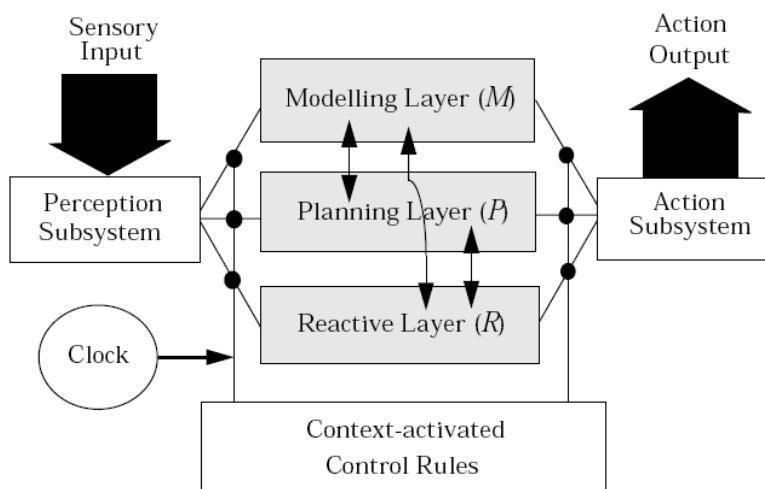 Sensory
Input
Action
Output
Modelling Layer (M)
Perception
Subsystem
Planning Layer (P)
Action
Subsystem
Reactive Layer (R)
Clock
Context-activated
Control Rules